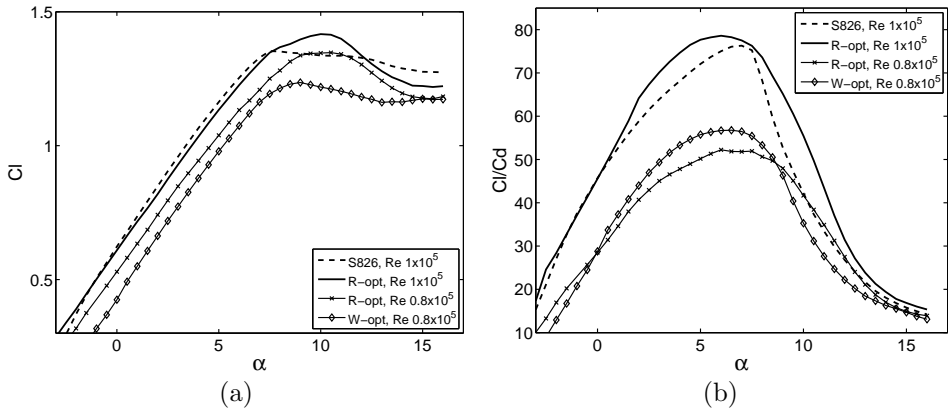 1.5
1
0.5
Cl
0
5
10
15
α
S826, Re 1x10⁵
R−opt, Re 1x10⁵
R−opt, Re 0.8x10⁵
W−opt, Re 0.8x10⁵
(a)
80
70
60
50
40
30
20
10
Cl/Cd
0
5
10
15
α
S826, Re 1x10⁵
R−opt, Re 1x10⁵
R−opt, Re 0.8x10⁵
W−opt, Re 0.8x10⁵
(b)